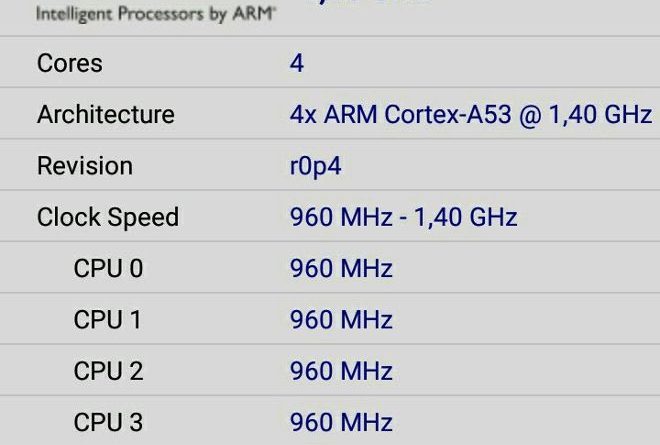 Intelligent Processors by ARM®
Cores 4
Architecture 4x ARM Cortex-A53 @ 1,40 GHz
Revision r0p4
Clock Speed 960 MHz - 1,40 GHz
CPU 0 960 MHz
CPU 1 960 MHz
CPU 2 960 MHz
CPU 3 960 MHz